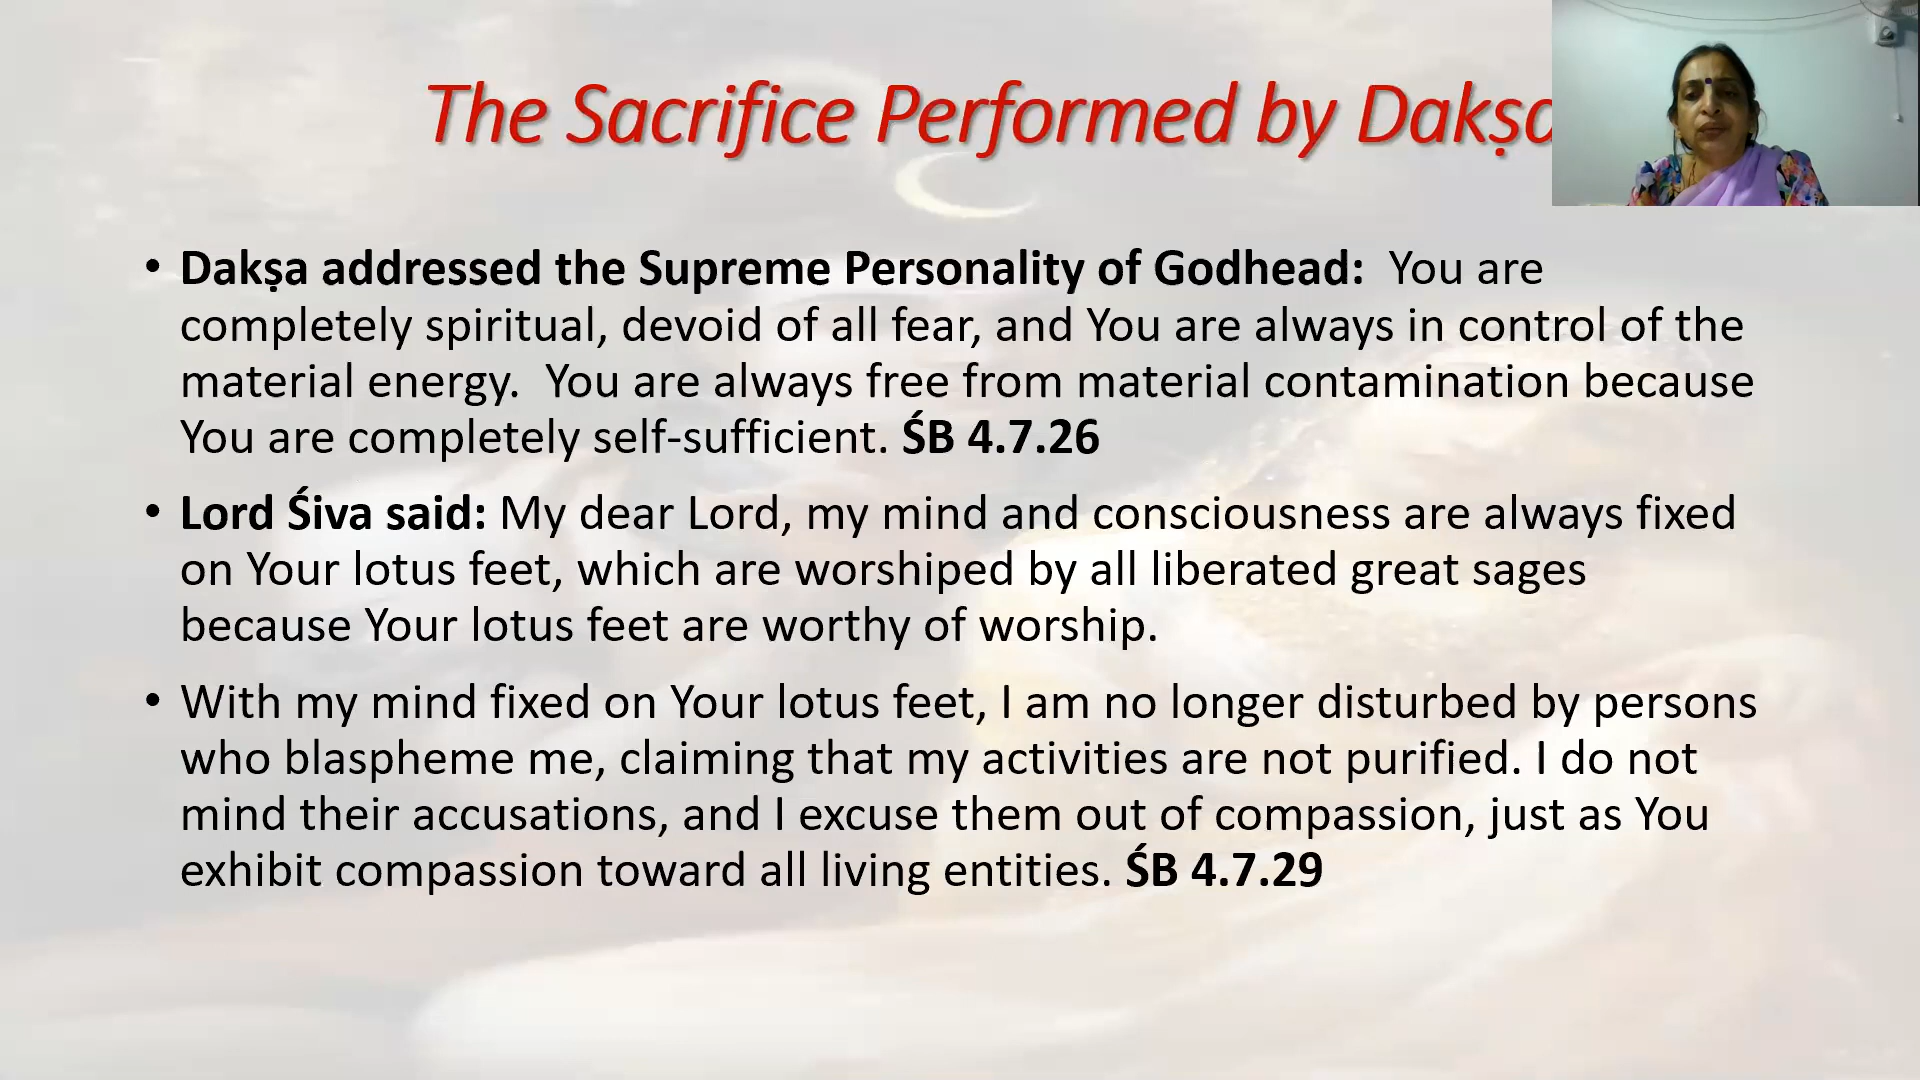 The Sacrifice Performed by Dakṣa
• Dakṣa addressed the Supreme Personality of Godhead: You are
completely spiritual, devoid of all fear, and You are always in control of the
material energy. You are always free from material contamination because
You are completely self-sufficient. ŚB 4.7.26
• Lord Śiva said: My dear Lord, my mind and consciousness are always fixed
on Your lotus feet, which are worshiped by all liberated great sages
because Your lotus feet are worthy of worship.
• With my mind fixed on Your lotus feet, I am no longer disturbed by persons
who blaspheme me, claiming that my activities are not purified. I do not
mind their accusations, and I excuse them out of compassion, just as You
exhibit compassion toward all living entities. ŚB 4.7.29